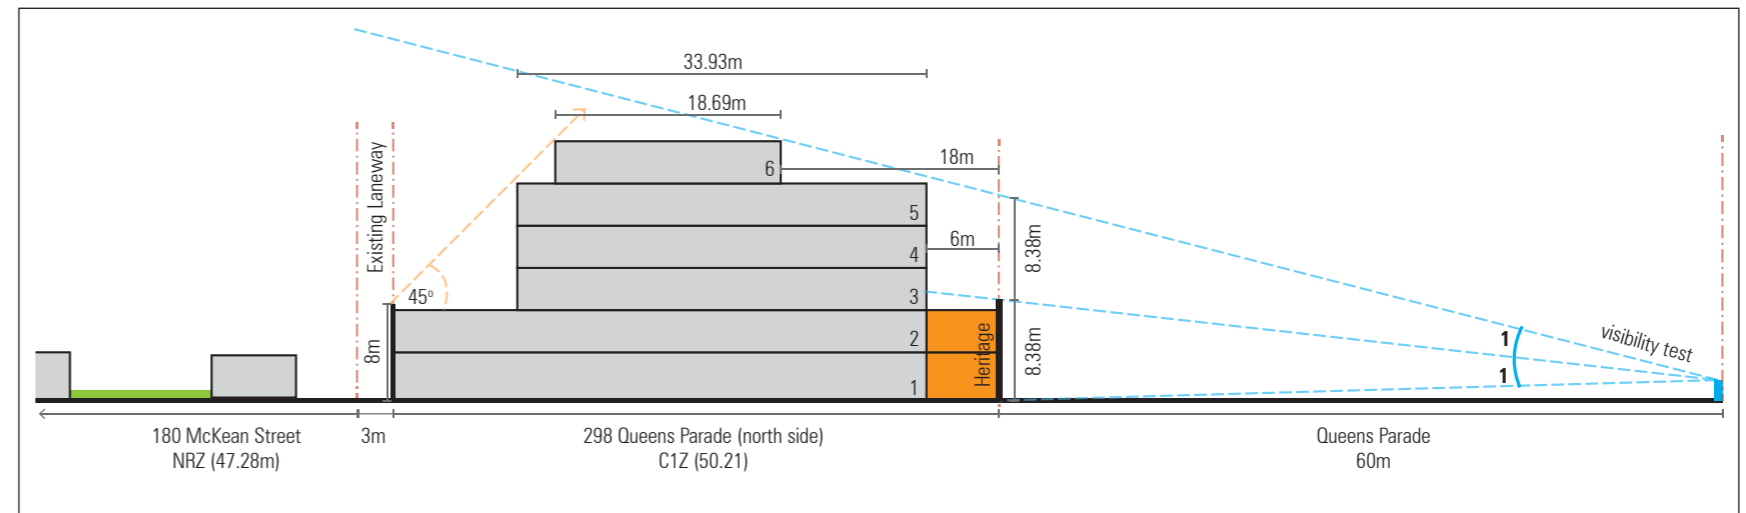 33.93m
18.69m
18m
6
Existing Laneway
5
6m
4
8.38m
45º
3
8m
2
Heritage
8.38m
1
1
1
visibility test
180 McKean Street
NRZ (47.28m)
3m
298 Queens Parade (north side)
C1Z (50.21)
Queens Parade
60m